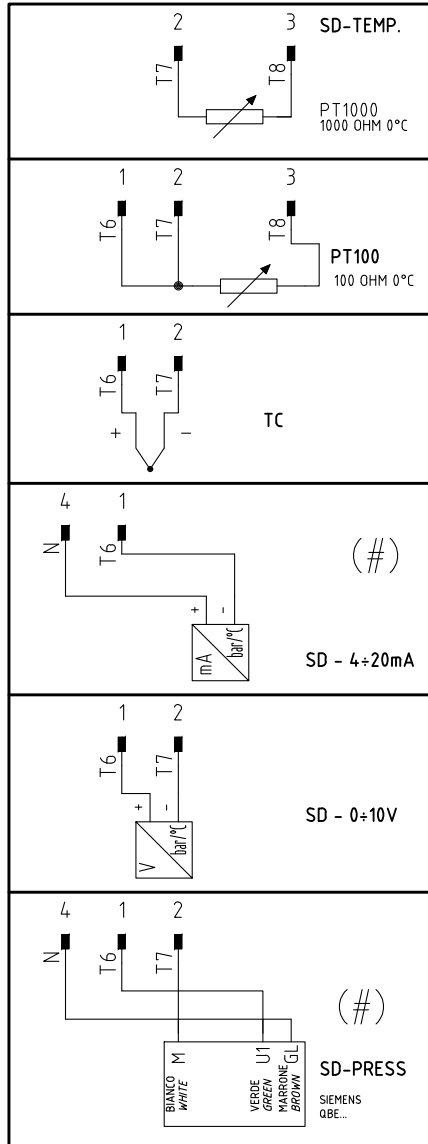 2 3 SD-TEMP.
T7 T8
PT1000
1000 OHM 0°C
1 2 3
T6 T7 T8
PT100
100 OHM 0°C
1 2
T6 T7
+ -
TC
4 1
N T6
(#)
+ -
mA bar/°C
SD - 4÷20mA
1 2
T6 T7
+ -
V bar/°C
SD - 0÷10V
4 1 2
N T6 T7
(#)
M U1 GL
BIANCO
WHITE
VERDE
GREEN
MARRONE
BROWN
SD-PRESS
SIEMENS
QBE...